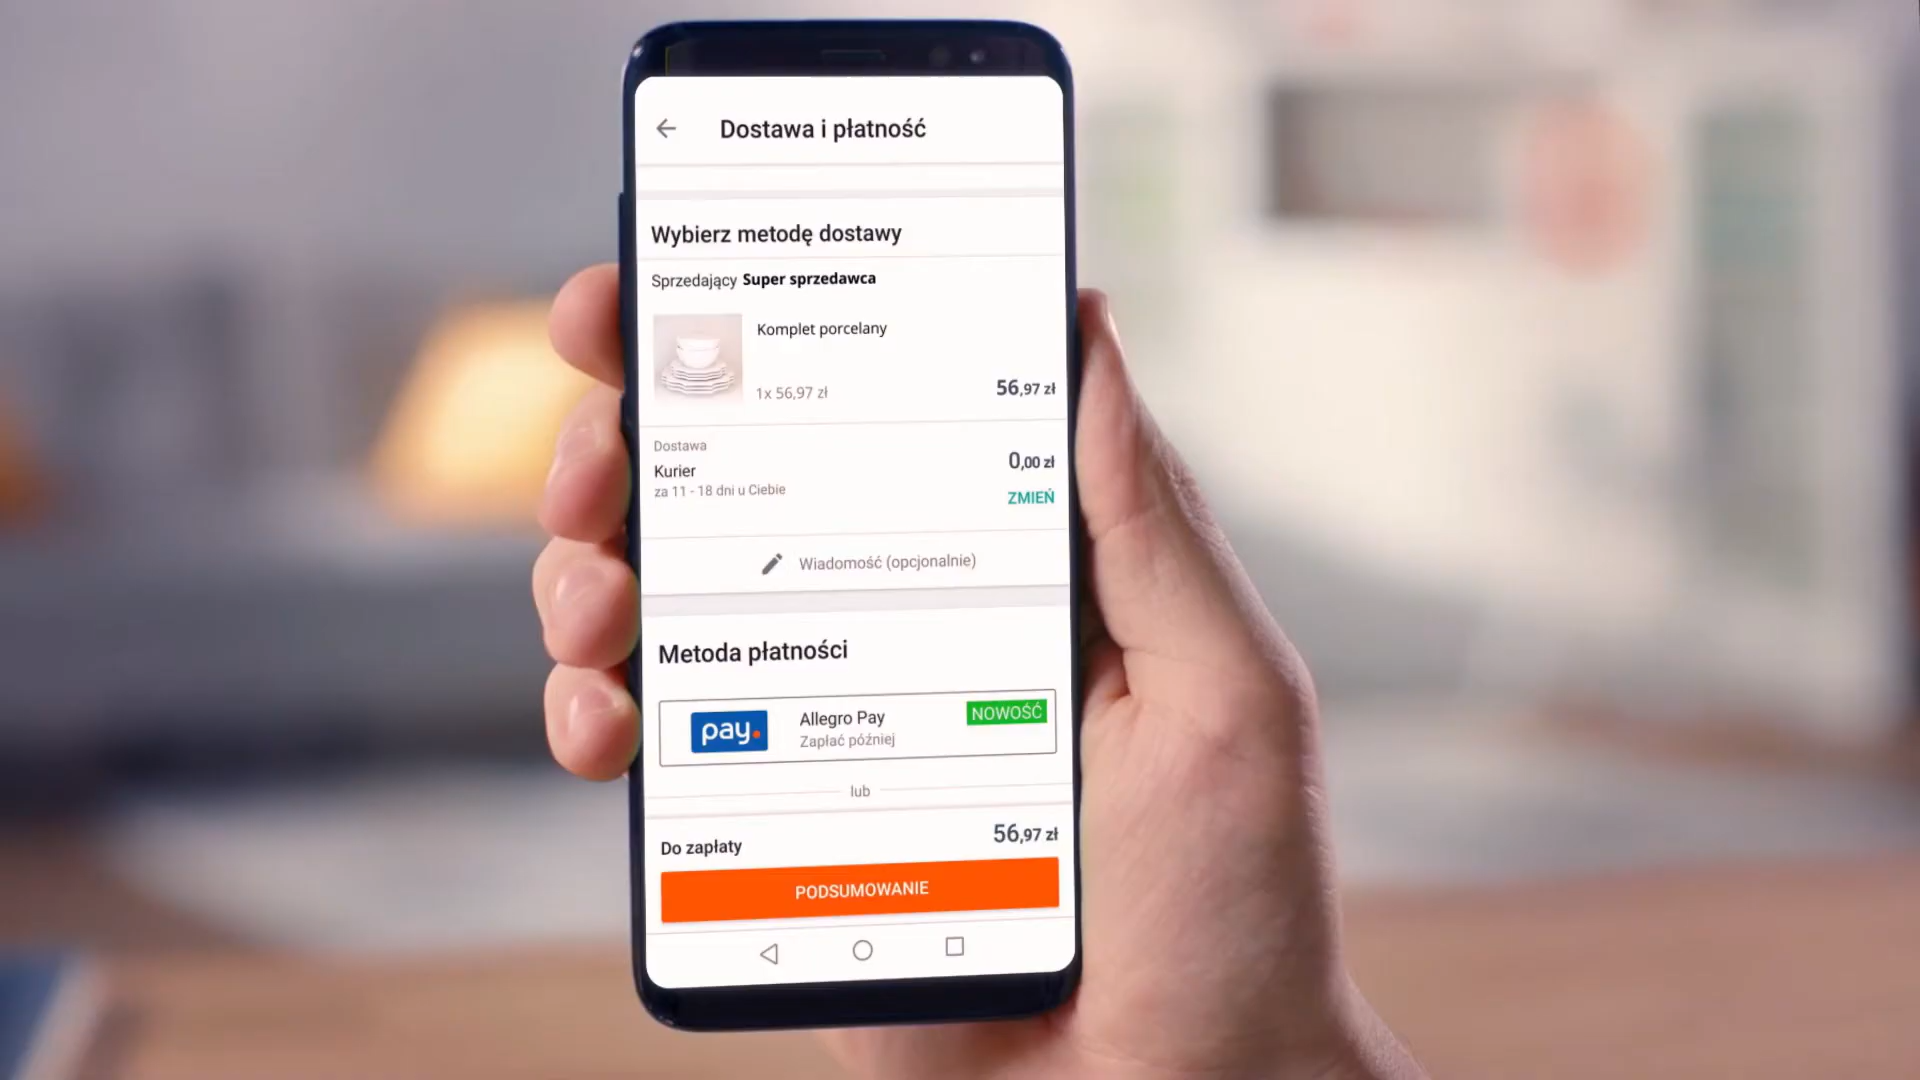 Dostawa i płatność
Wybierz metodę dostawy
Sprzedający Super sprzedawca
Komplet porcelany
1x 56,97 zł
56,97 zł
Dostawa
Kurier
0,00 zł
za 11 - 18 dni u Ciebie
ZMIEŃ
Wiadomość (opcjonalnie)
Metoda płatności
pay.
Allegro Pay
NOWOŚĆ
Zapłać później
lub
Do zapłaty
56,97 zł
PODSUMOWANIE